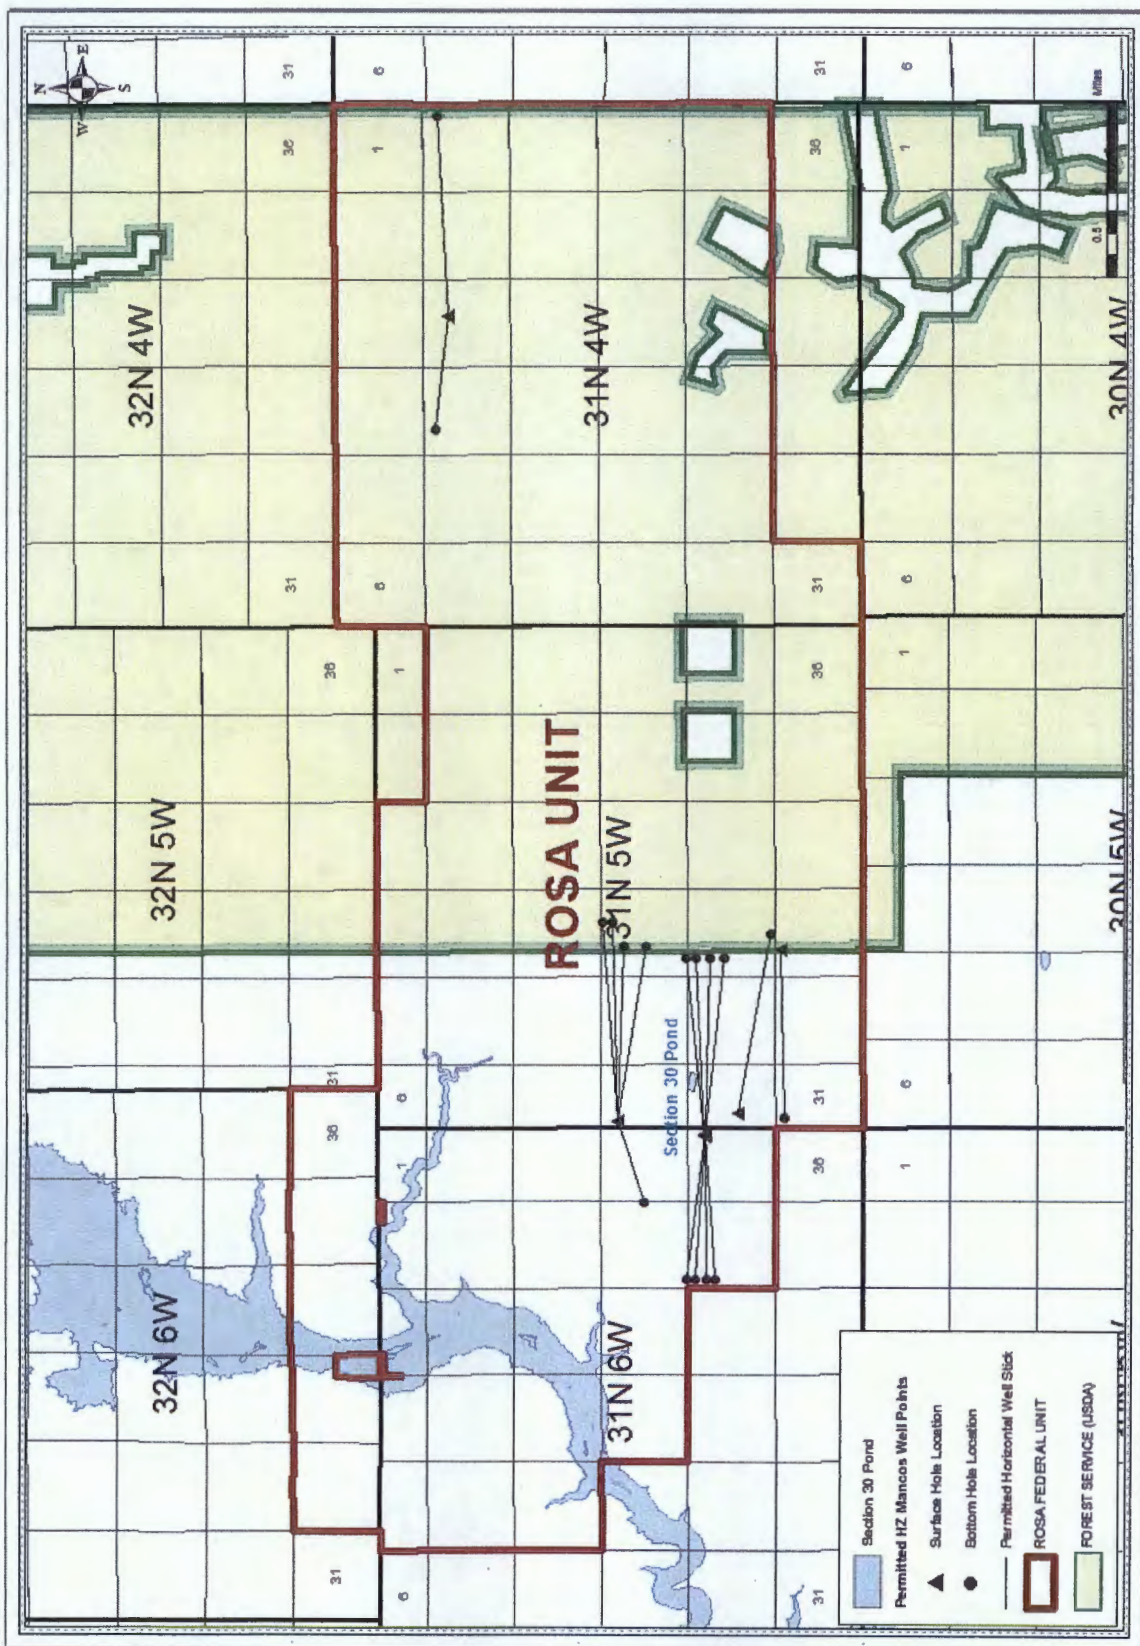 N
W
E
S
32N 6W
32N 5W
32N 4W
31
36
31
36
31
36
31
6
1
6
1
6
1
6
ROSA UNIT
31N 6W
31N 5W
31N 4W
Section 30 Pond
31
36
31
36
31
36
31
1
6
1
6
1
6
30N 5W
30N 4W
0.5
Miles
Section 30 Pond
Permitted HZ Mancos Well Points
Surface Hole Location
Bottom Hole Location
Permitted Horizontal Well Stick
ROSA FEDERAL UNIT
FOREST SERVICE (USDA)